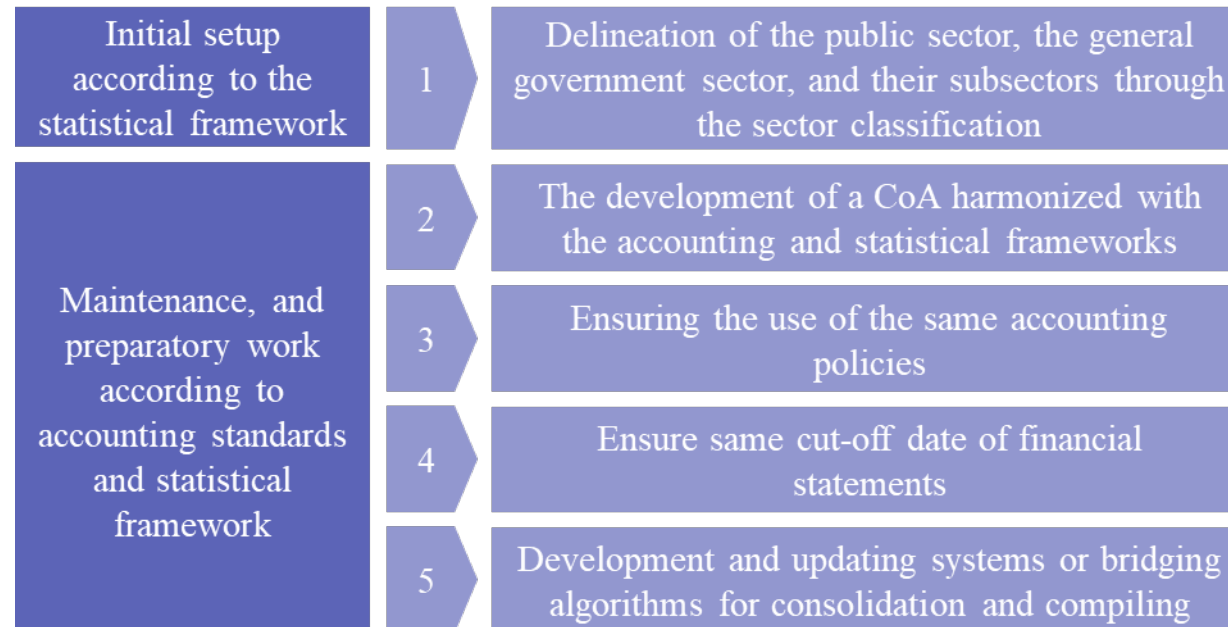 Initial setup
according to the
statistical framework
1
Delineation of the public sector, the general
government sector, and their subsectors through
the sector classification
Maintenance, and
preparatory work
according to
accounting standards
and statistical
framework
2
The development of a CoA harmonized with
the accounting and statistical frameworks
3
Ensuring the use of the same accounting
policies
4
Ensure same cut-off date of financial
statements
5
Development and updating systems or bridging
algorithms for consolidation and compiling